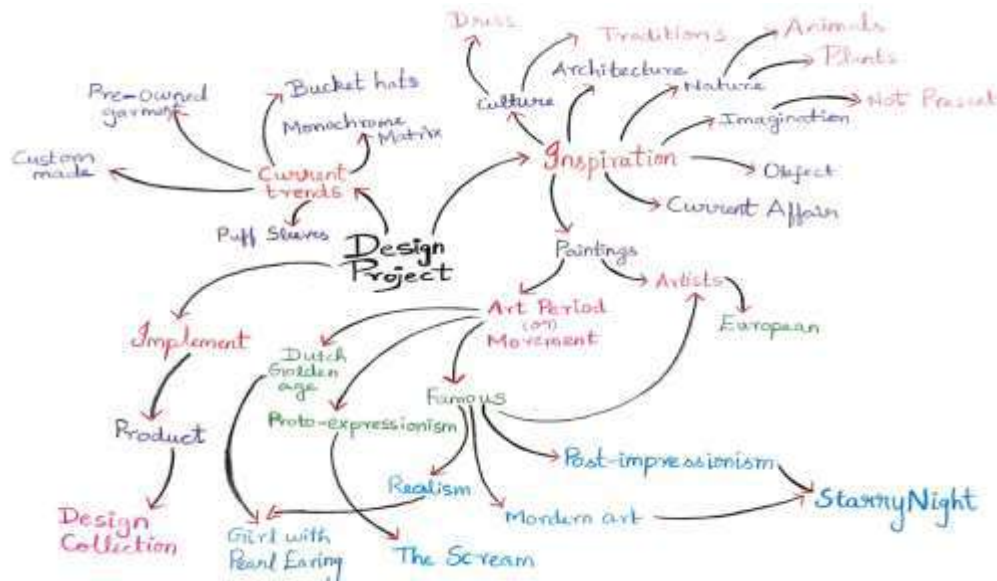 Dress
Traditions
Animals
Plants
Architecture
Nature
Culture
Not Present
Imagination
Inspiration
Object
Current Affair
Pre-owned
garment
Bucket hats
Monochrome
Matrix
Custom
made
Current
trends
Puff Sleeves
Design
Project
Paintings
Artists
European
Art Period
(or)
Movement
Implement
Dutch
Golden
age
Famous
Proto-expressionism
Product
Post-impressionism
Realism
StarryNight
Mordern art
Design
Collection
Girl with
Pearl Earing
The Scream